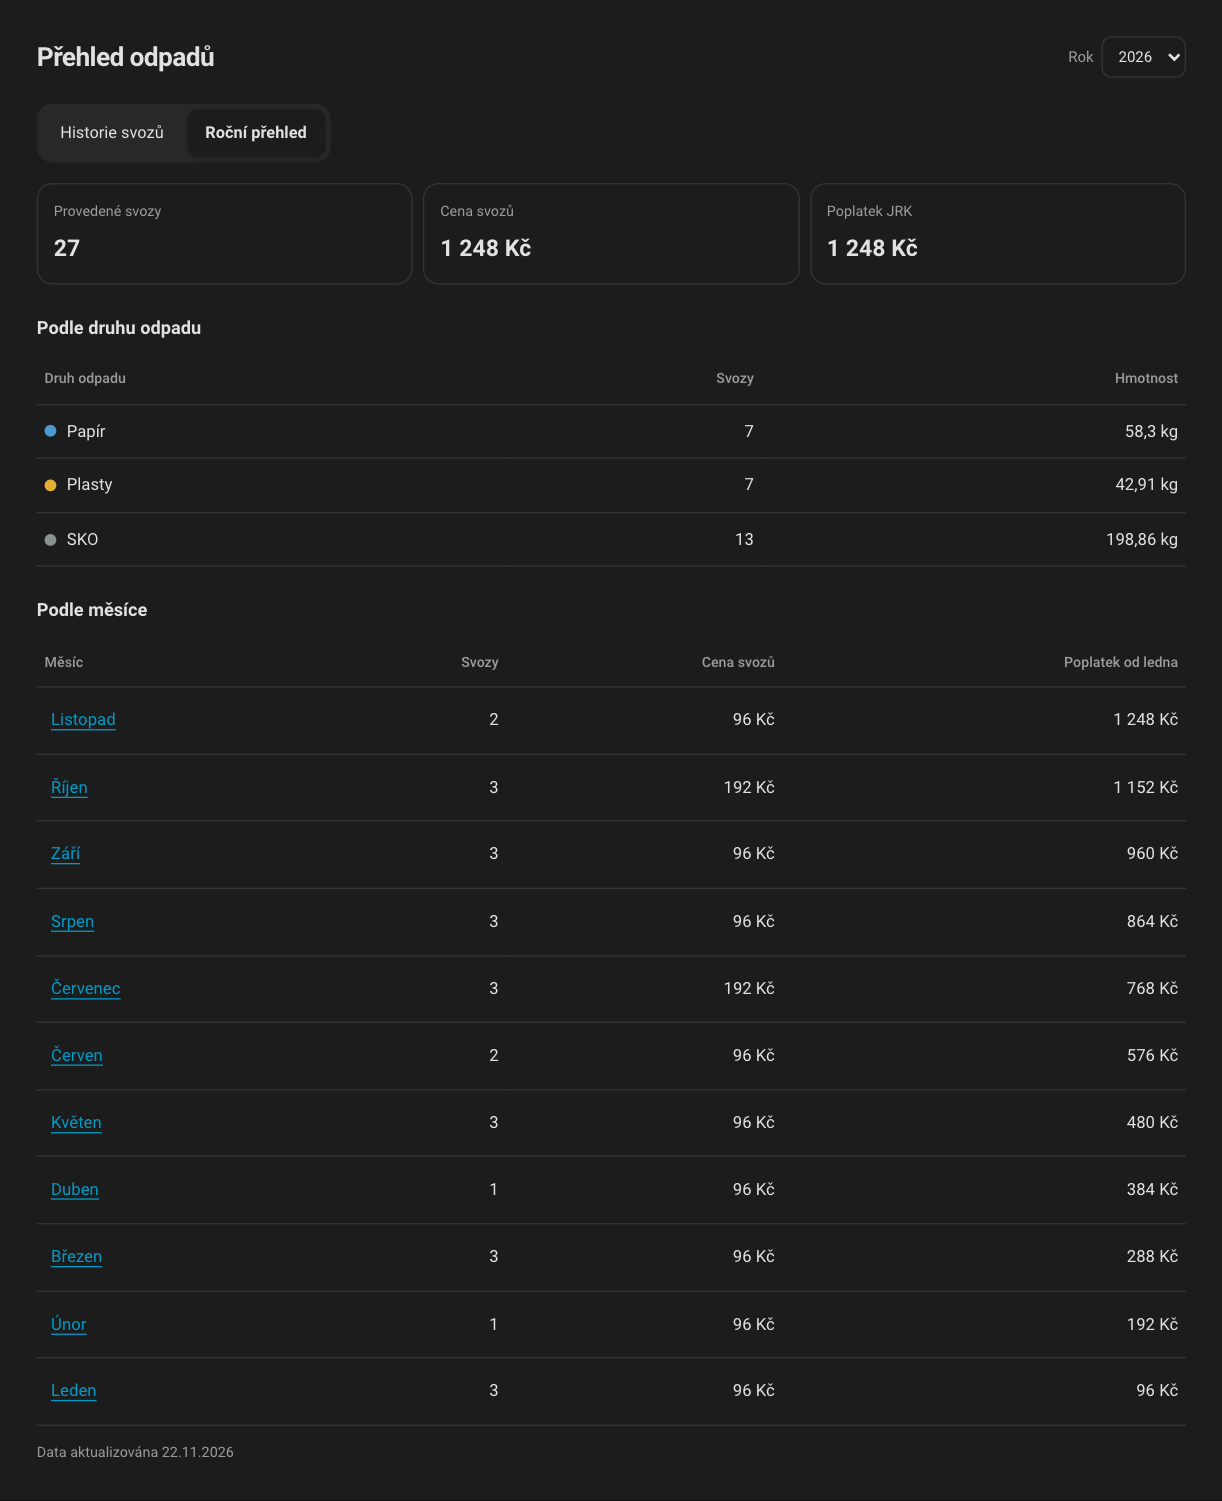 Přehled odpadů
Rok 2026
Historie svozů Roční přehled
Provedené svozy Cena svozů Poplatek JRK
27 1 248 Kč 1 248 Kč
Podle druhu odpadu
Druh odpadu Svozy Hmotnost
Papír 7 58,3 kg
Plasty 7 42,91 kg
SKO 13 198,86 kg
Podle měsíce
Měsíc Svozy Cena svozů Poplatek od ledna
Listopad 2 96 Kč 1 248 Kč
Říjen 3 192 Kč 1 152 Kč
Září 3 96 Kč 960 Kč
Srpen 3 96 Kč 864 Kč
Červenec 3 192 Kč 768 Kč
Červen 2 96 Kč 576 Kč
Květen 3 96 Kč 480 Kč
Duben 1 96 Kč 384 Kč
Březen 3 96 Kč 288 Kč
Únor 1 96 Kč 192 Kč
Leden 3 96 Kč 96 Kč
Data aktualizována 22.11.2026